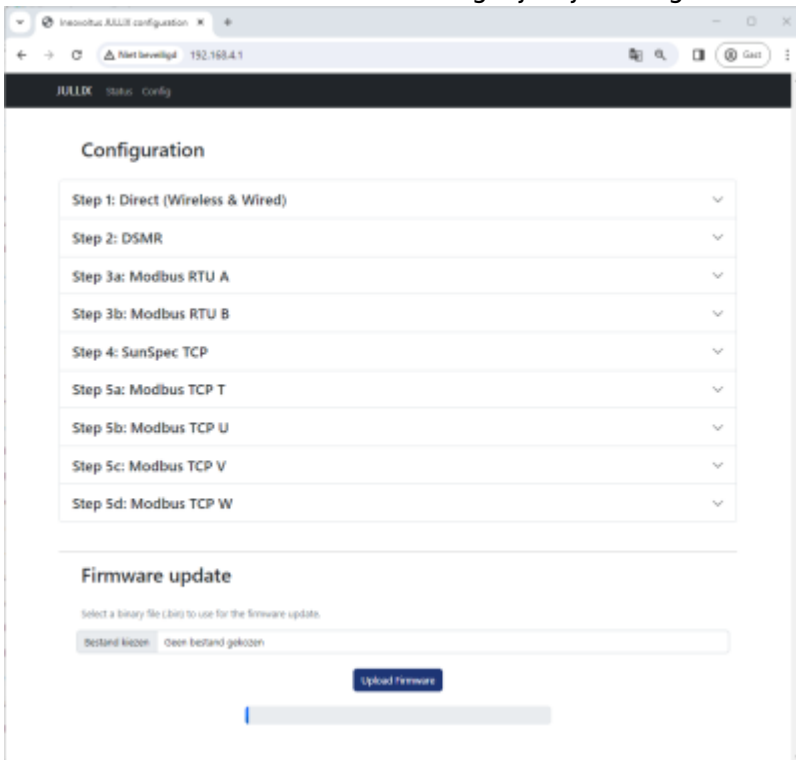 Innovoltus JULLIX configuration
Niet beveiligd 192.168.4.1
Gast
JULLIX Status Config
Configuration
Step 1: Direct (Wireless & Wired)
Step 2: DSMR
Step 3a: Modbus RTU A
Step 3b: Modbus RTU B
Step 4: SunSpec TCP
Step 5a: Modbus TCP T
Step 5b: Modbus TCP U
Step 5c: Modbus TCP V
Step 5d: Modbus TCP W
Firmware update
Select a binary file (.bin) to use for the firmware update.
Bestand kiezen Geen bestand gekozen
Upload Firmware